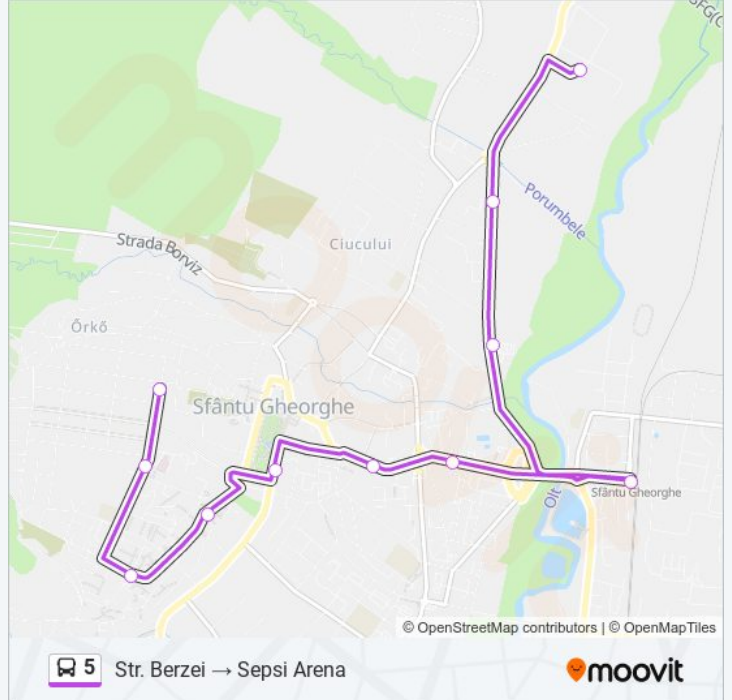 SFG(C
Porumbele
Ciucului
Strada Borviz
Őrkő
Sfântu Gheorghe
Olt
Sfântu Gheorghe
© OpenStreetMap contributors | © OpenMapTiles
5 Str. Berzei → Sepsi Arena
moovit